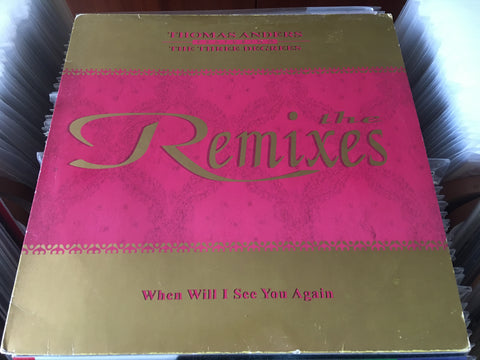 THOMAS ANDERS
THE THREE DEGREES
the
Remixes
When Will I See You Again